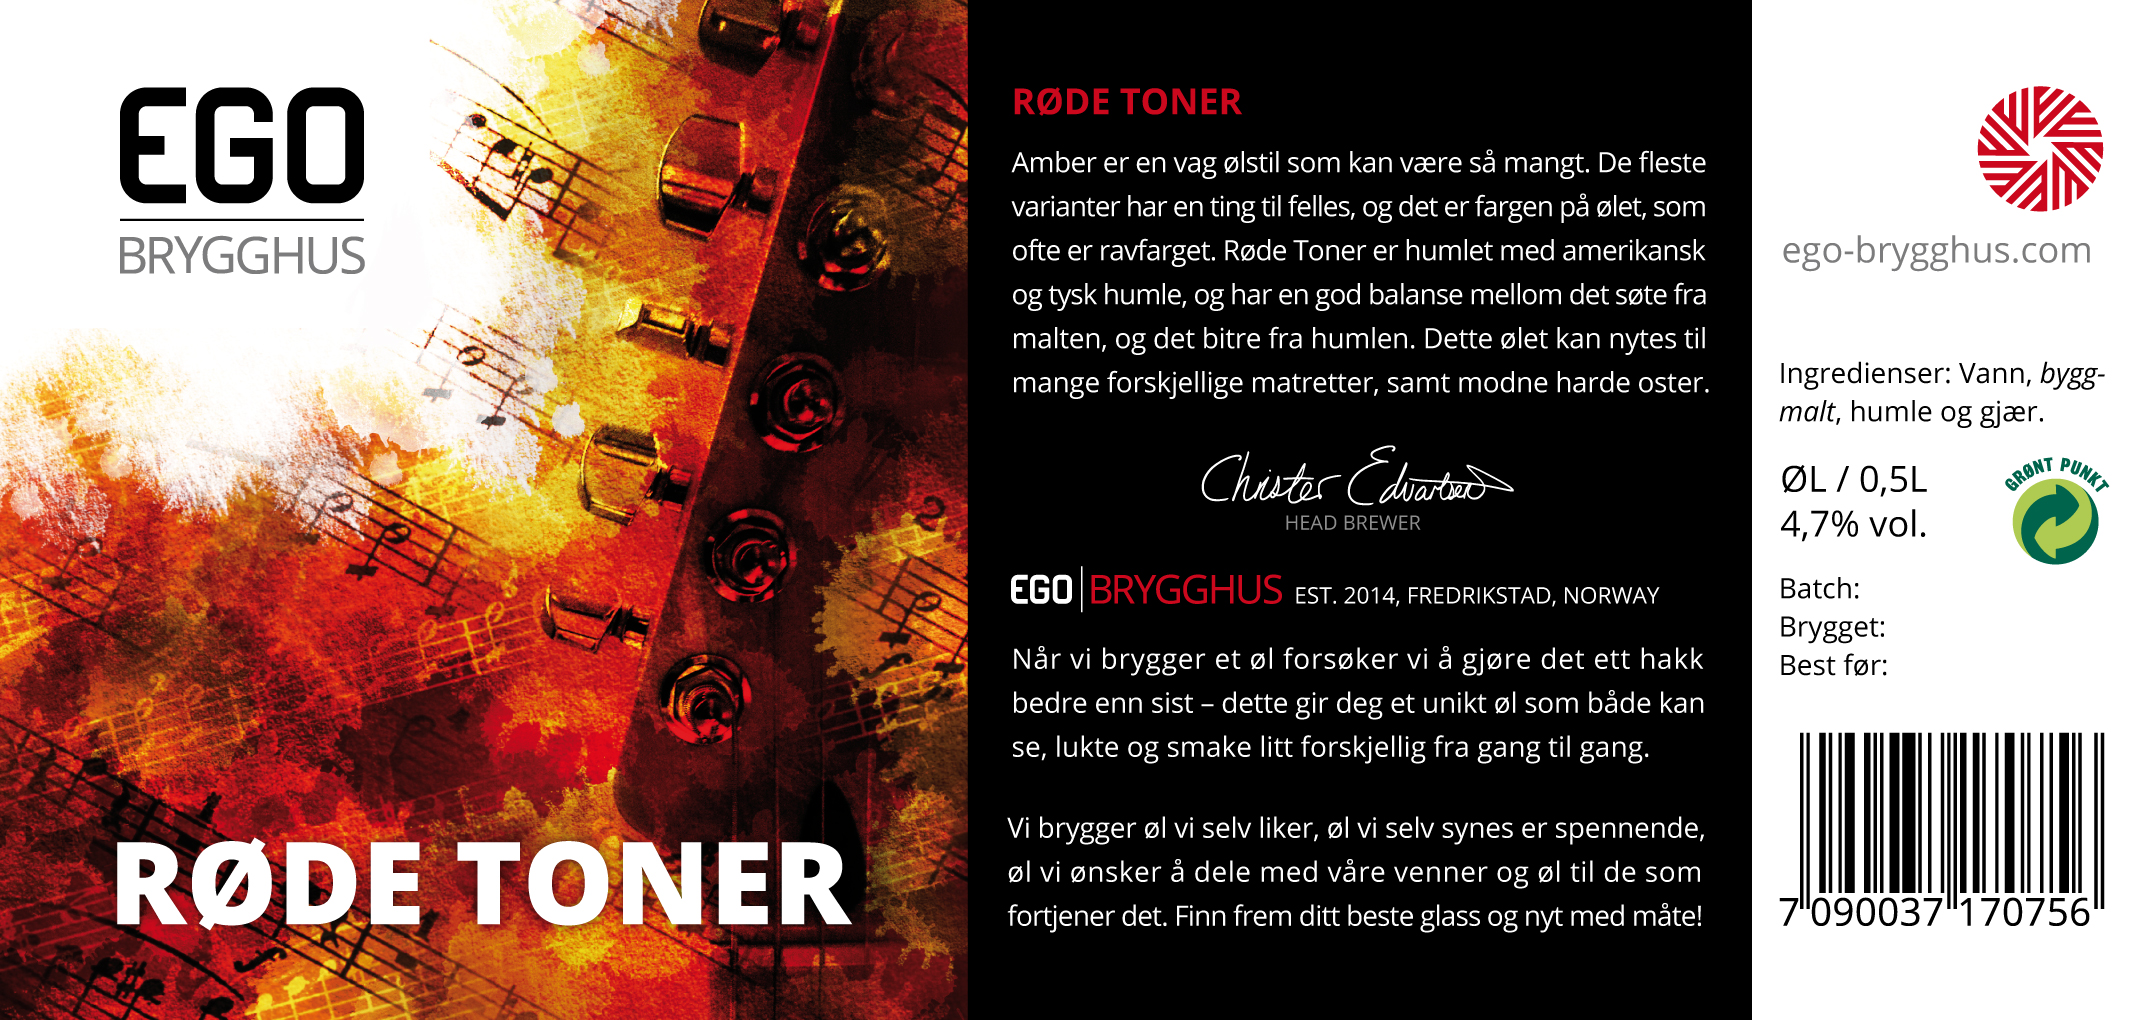 EGO
BRYGGHUS
RØDE TONER
RØDE TONER
Amber er en vag ølstil som kan være så mangt. De fleste
varianter har en ting til felles, og det er fargen på ølet, som
ofte er ravfarget. Røde Toner er humlet med amerikansk
og tysk humle, og har en god balanse mellom det søte fra
malten, og det bitre fra humlen. Dette ølet kan nytes til
mange forskjellige matretter, samt modne harde oster.
Christer Edvartsen
HEAD BREWER
EGO BRYGGHUS EST. 2014, FREDRIKSTAD, NORWAY
Når vi brygger et øl forsøker vi å gjøre det ett hakk
bedre enn sist – dette gir deg et unikt øl som både kan
se, lukte og smake litt forskjellig fra gang til gang.
Vi brygger øl vi selv liker, øl vi selv synes er spennende,
øl vi ønsker å dele med våre venner og øl til de som
fortjener det. Finn frem ditt beste glass og nyt med måte!
ego-brygghus.com
Ingredienser: Vann, bygg-
malt, humle og gjær.
ØL / 0,5L
4,7% vol.
GRØNT PUNKT
Batch:
Brygget:
Best før:
7 090037 170756